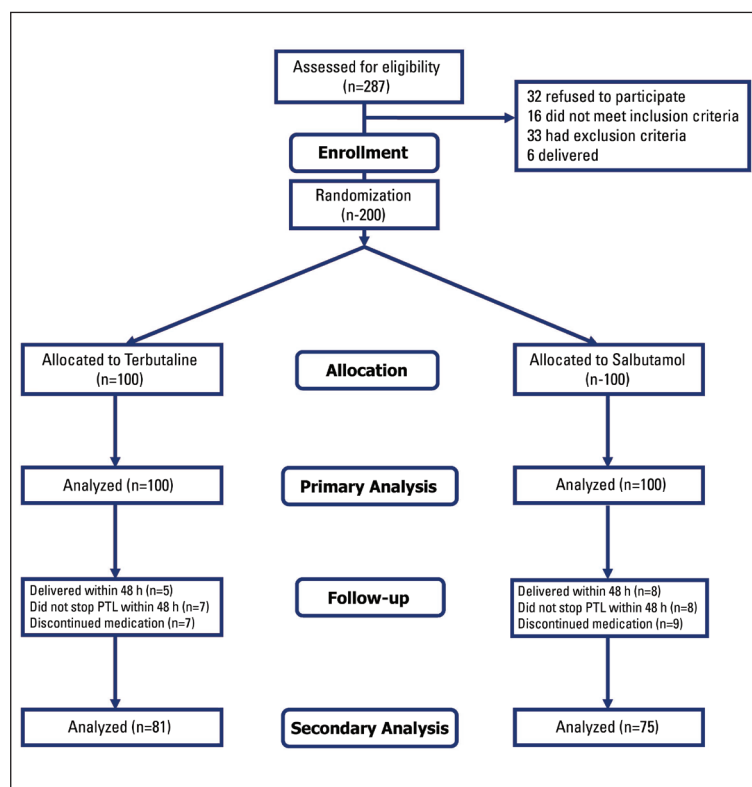 Assessed for eligibility
(n=287)
32 refused to participate
16 did not meet inclusion criteria
33 had exclusion criteria
6 delivered
Enrollment
Randomization
(n-200)
Allocated to Terbutaline
(n=100)
Allocation
Allocated to Salbutamol
(n-100)
Analyzed (n=100)
Primary Analysis
Analyzed (n=100)
Delivered within 48 h (n=5)
Did not stop PTL within 48 h (n=7)
Discontinued medication (n=7)
Follow-up
Delivered within 48 h (n=8)
Did not stop PTL within 48 h (n=8)
Discontinued medication (n=9)
Analyzed (n=81)
Secondary Analysis
Analyzed (n=75)